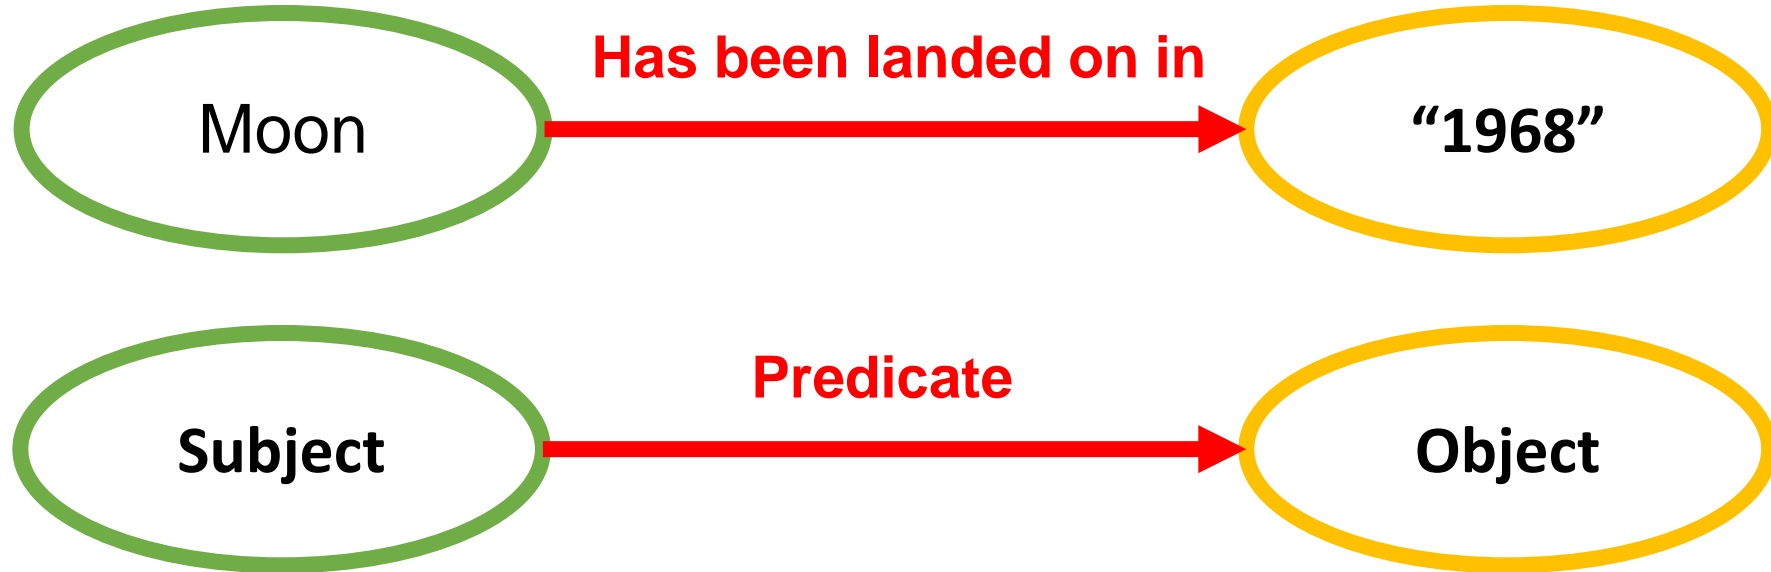 Has been landed on in
Moon
“1968”
Predicate
Subject
Object